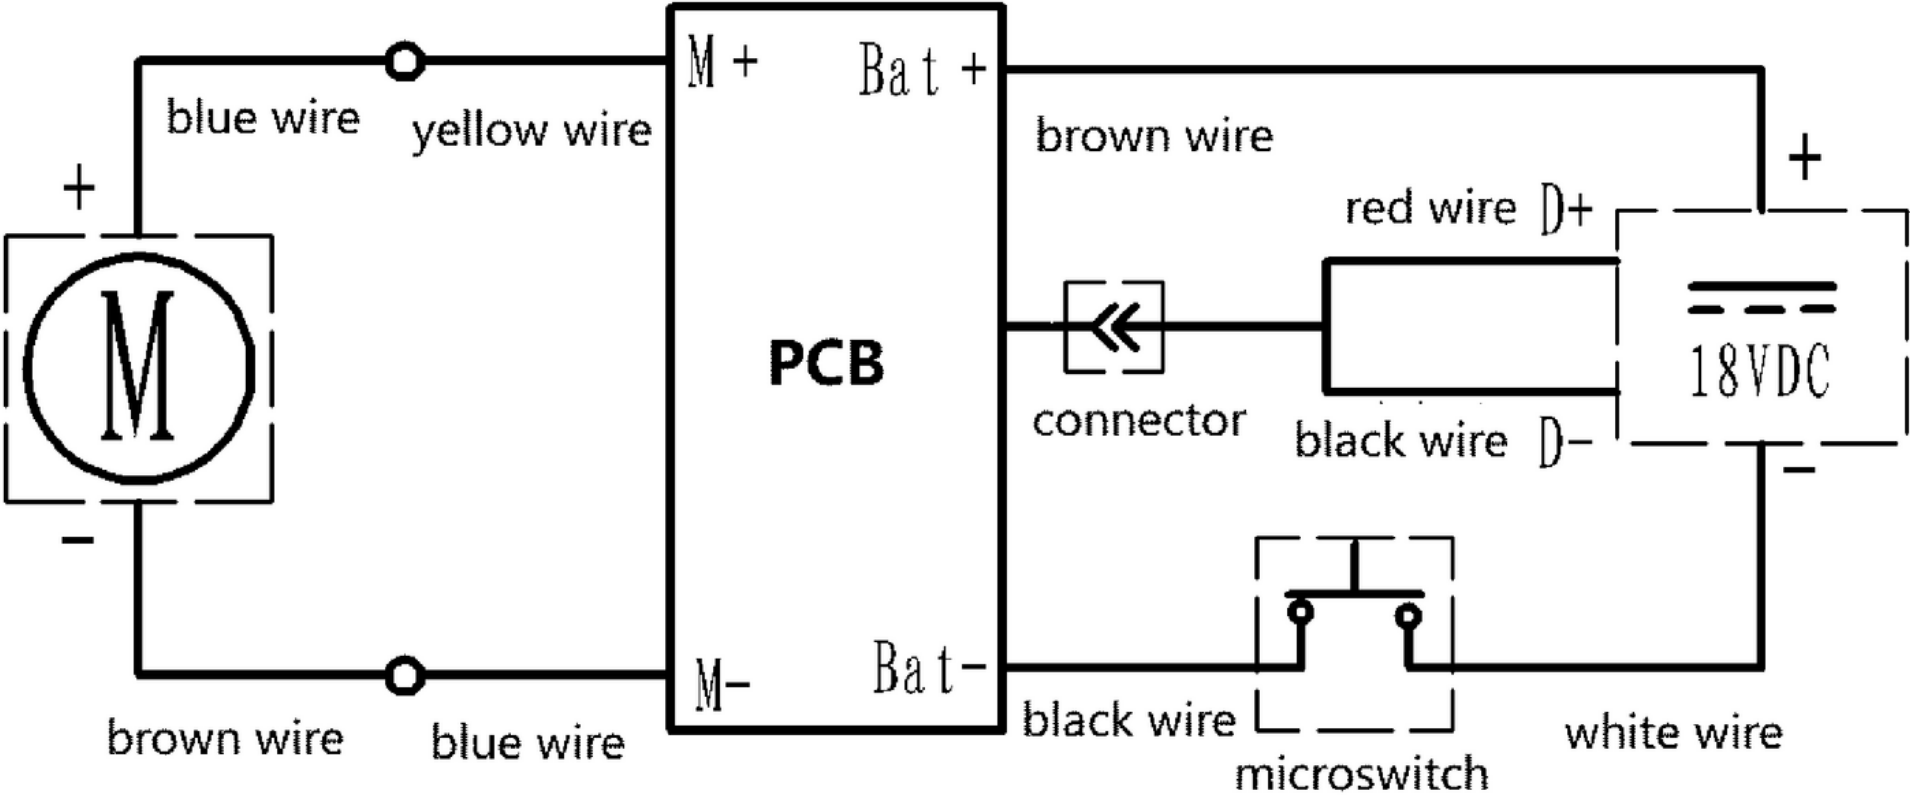 M + Bat +
blue wire yellow wire
brown wire
+ +
red wire D+
M
PCB
18VDC
connector
black wire D-
- -
M- Bat-
black wire
brown wire blue wire
white wire
microswitch